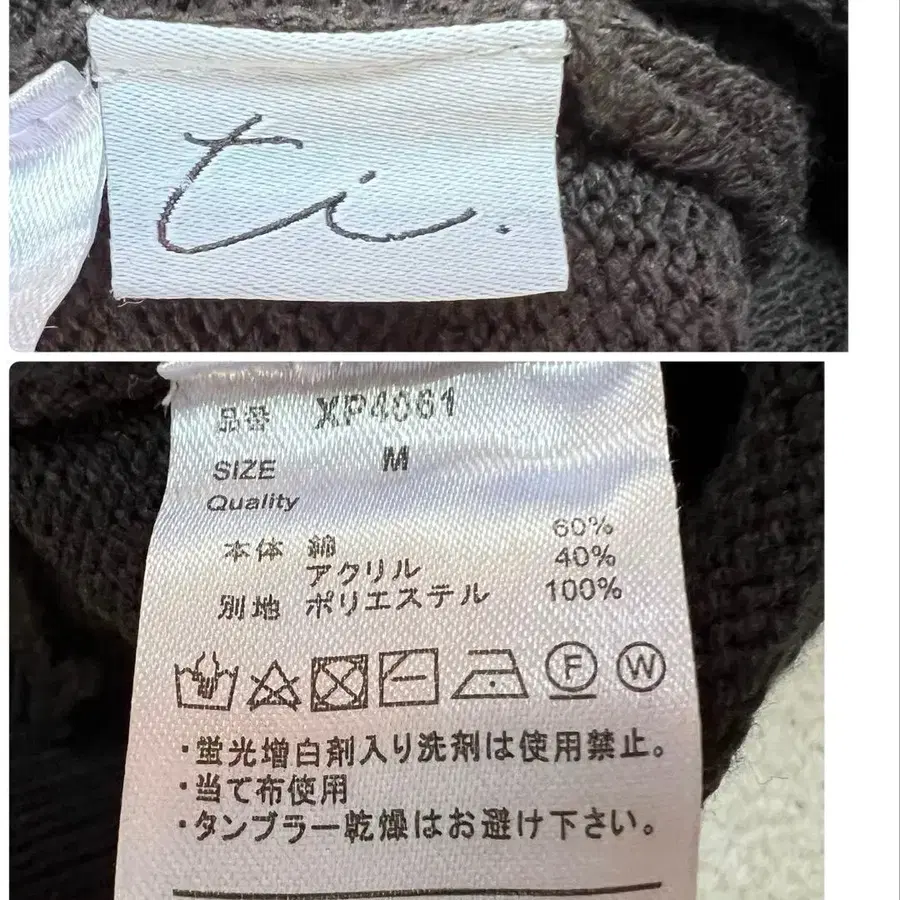 ti.
品番 XP4061
SIZE M
Quality
本体 綿 60%
アクリル 40%
別地 ポリエステル 100%
F W
・蛍光増白剤入り洗剤は使用禁止。
・当て布使用
・タンブラー乾燥はお避け下さい。